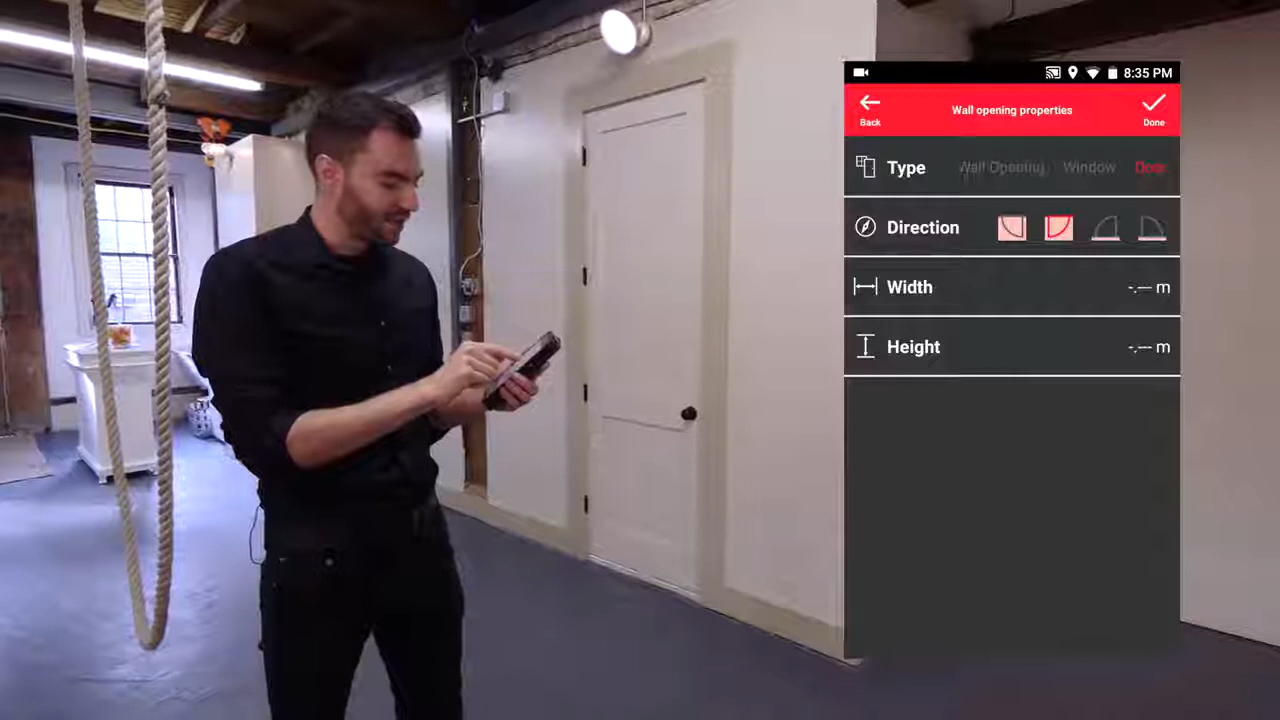 8:35 PM
Back
Wall opening properties
Done
Type
Wall Opening
Window
Door
Direction
Width
-.-- m
Height
-.-- m